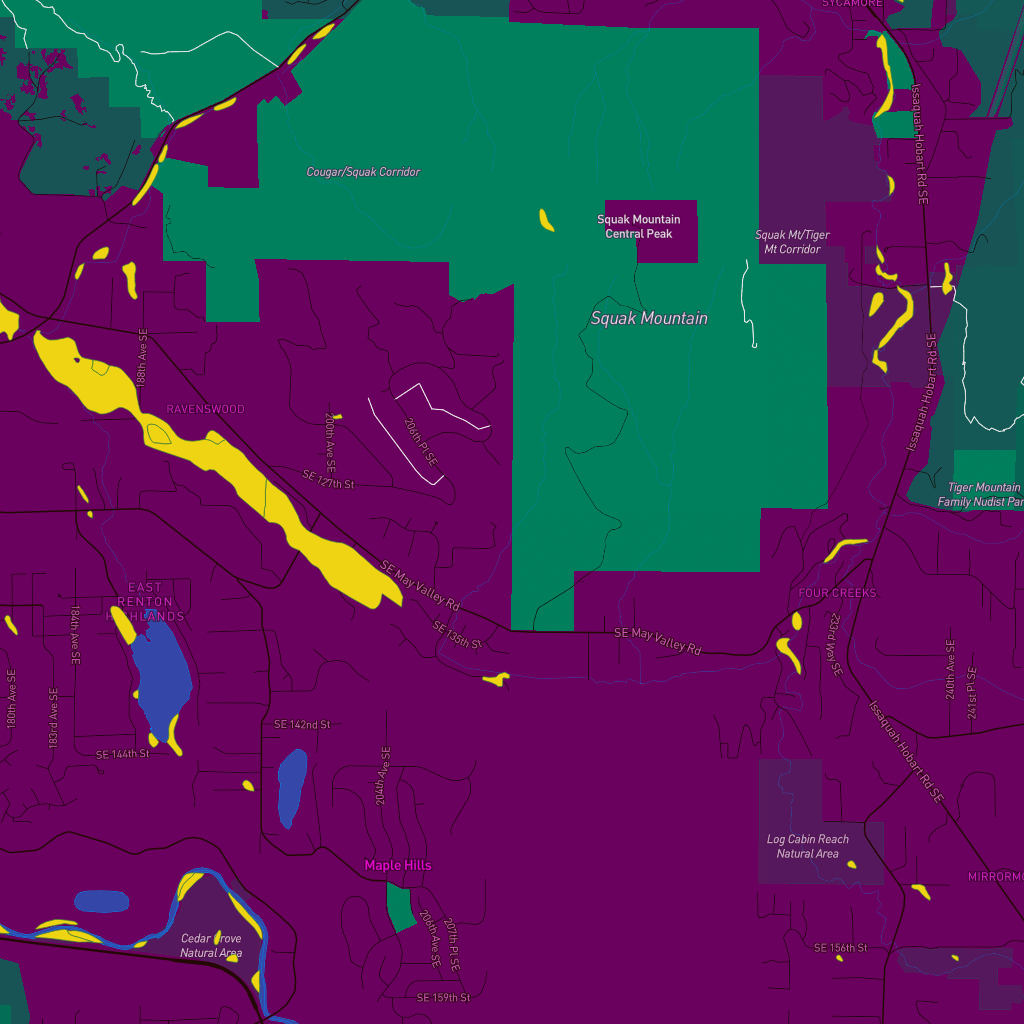 SYCAMORE
Issaquah Hobart Rd SE
Cougar/Squak Corridor
Squak Mountain
Central Peak
Squak Mt/Tiger
Mt Corridor
Squak Mountain
188th Ave SE
RAVENSWOOD
200th Ave SE
206th Pl SE
SE 127th St
Issaquah Hobart Rd SE
Tiger Mountain
Family Nudist Par
SE May Valley Rd
EAST
RENTON
HIGHLANDS
184th Ave SE
SE 135th St
SE May Valley Rd
FOUR CREEKS
233rd Way SE
240th Ave SE
241st Pl SE
180th Ave SE
183rd Ave SE
SE 142nd St
SE 144th St
204th Ave SE
Issaquah Hobart Rd SE
Log Cabin Reach
Natural Area
Maple Hills
MIRRORMO
206th Ave SE
207th Pl SE
Cedar Grove
Natural Area
SE 156th St
SE 159th St